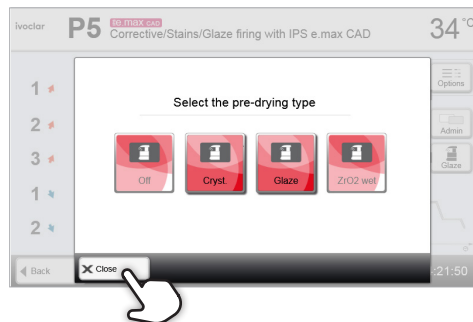 ivoclar
P5 e.max CAD
Corrective/Stains/Glaze firing with IPS e.max CAD
34°C
Options
1
Select the pre-drying type
2
Admin
3
Off
Cryst.
Glaze
ZrO2 wet
Glaze
1
2
Back
Close
:21:50